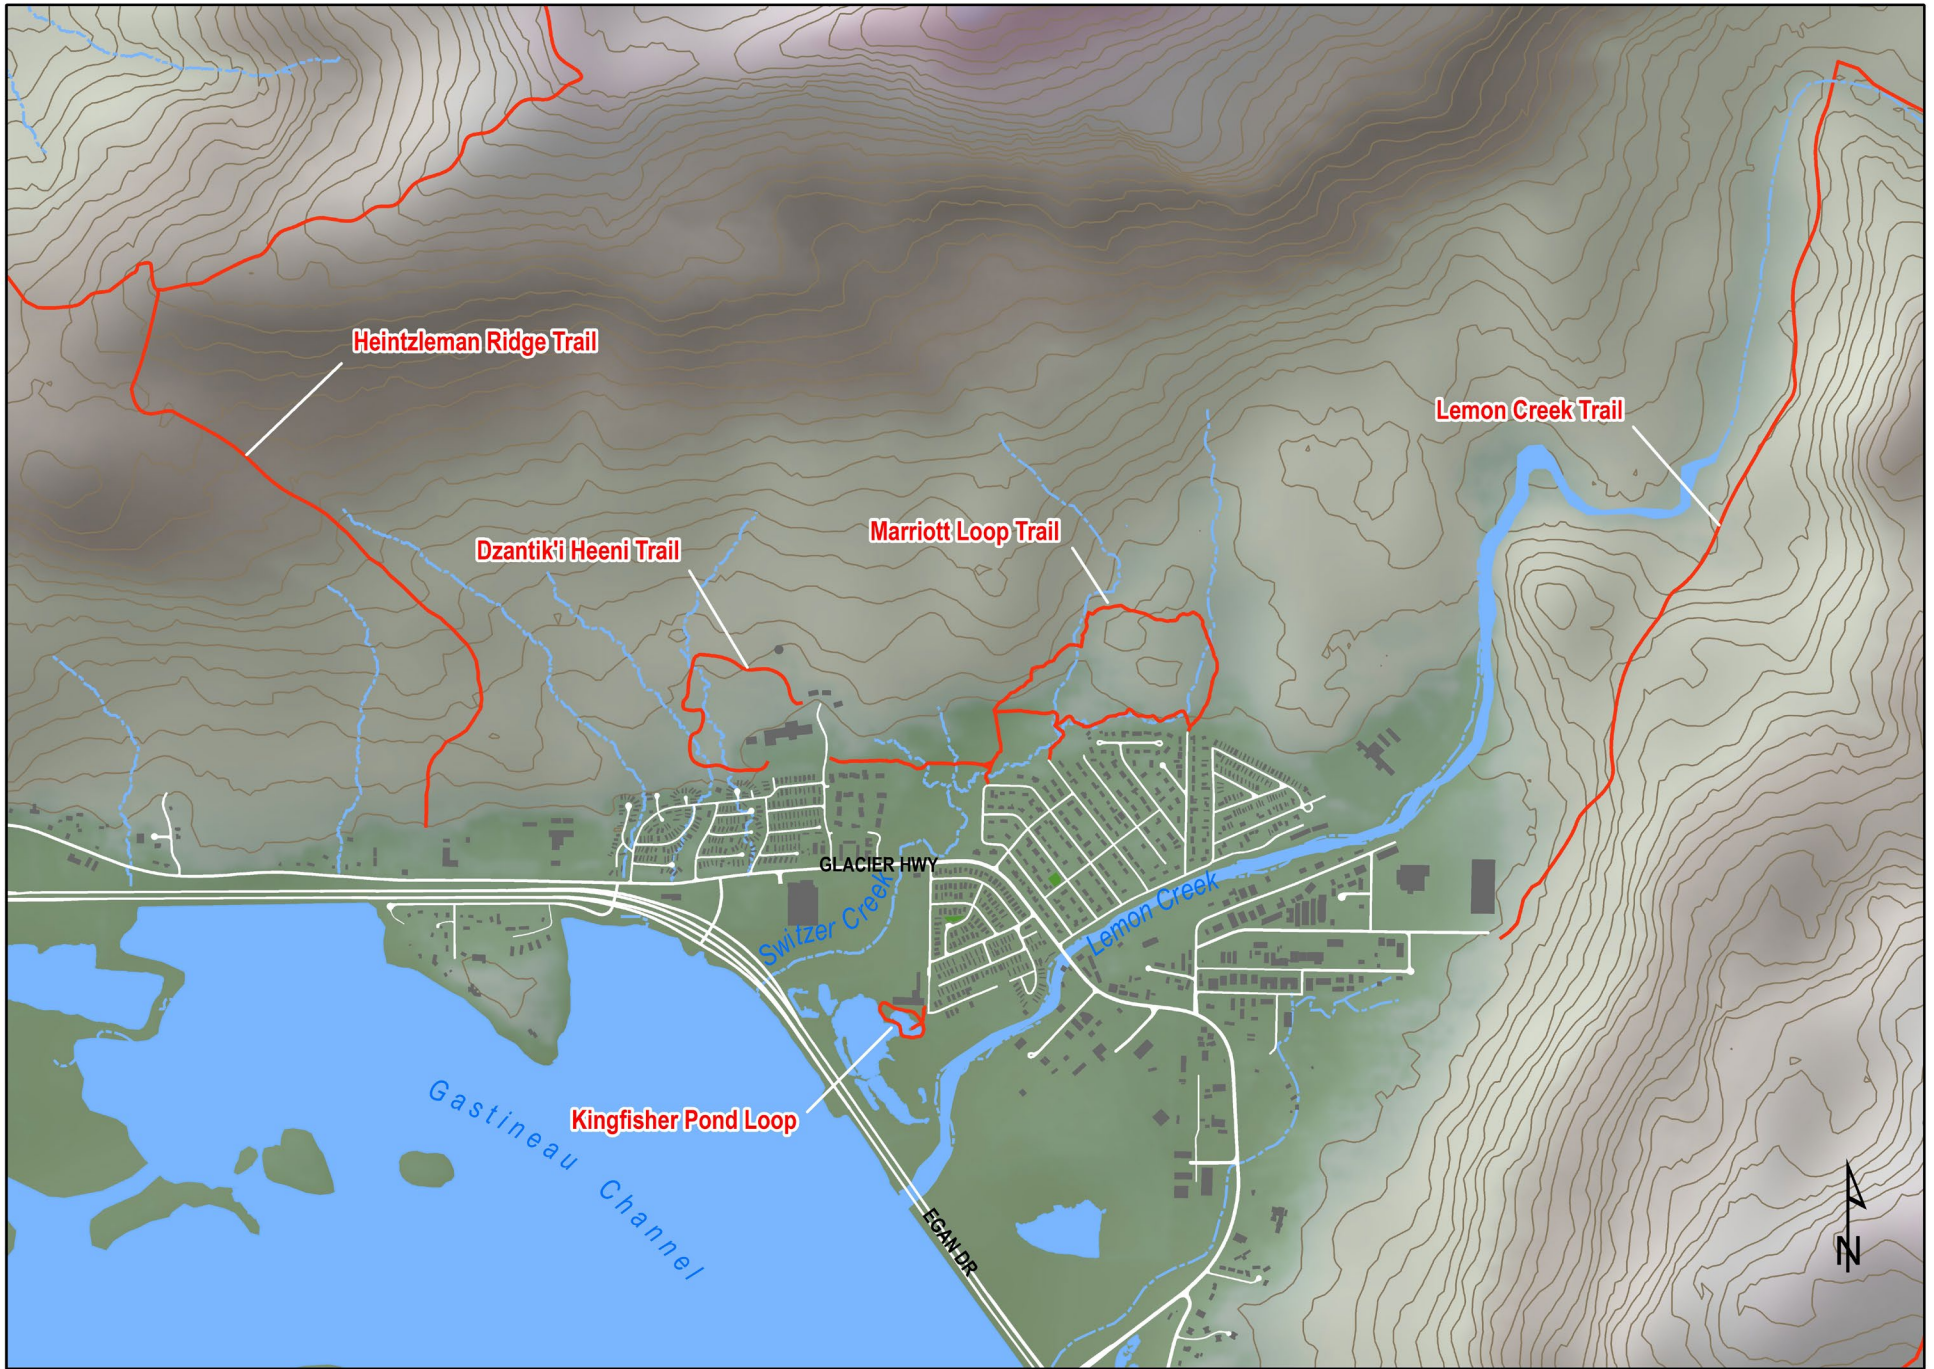 Heintzleman Ridge Trail
Lemon Creek Trail
Marriott Loop Trail
Dzantik'i Heeni Trail
GLACIER HWY
Switzer Creek
Lemon Creek
Kingfisher Pond Loop
Gastineau Channel
EGAN DR
N